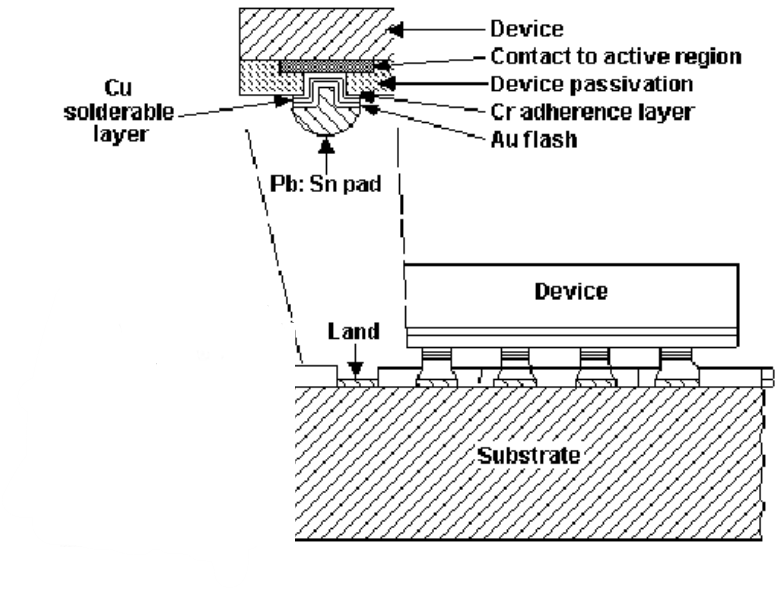 Device
Contact to active region
Device passivation
Cr adherence layer
Au flash
Cu
solderable
layer
Pb: Sn pad
Device
Land
Substrate